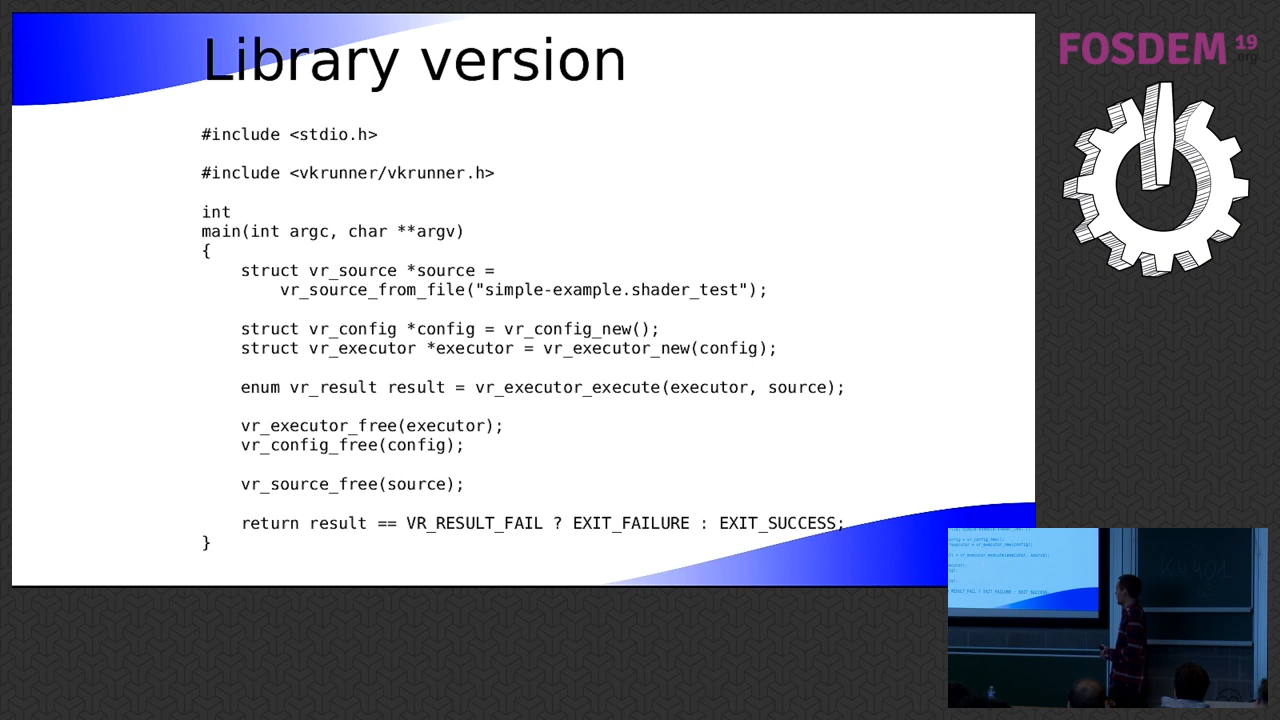 Library version
#include <stdio.h>
#include <vkrunner/vkrunner.h>
int
main(int argc, char **argv)
{
    struct vr_source *source =
        vr_source_from_file("simple-example.shader_test");
    struct vr_config *config = vr_config_new();
    struct vr_executor *executor = vr_executor_new(config);
    enum vr_result result = vr_executor_execute(executor, source);
    vr_executor_free(executor);
    vr_config_free(config);
    vr_source_free(source);
    return result == VR_RESULT_FAIL ? EXIT_FAILURE : EXIT_SUCCESS;
}
FOSDEM 19
.org